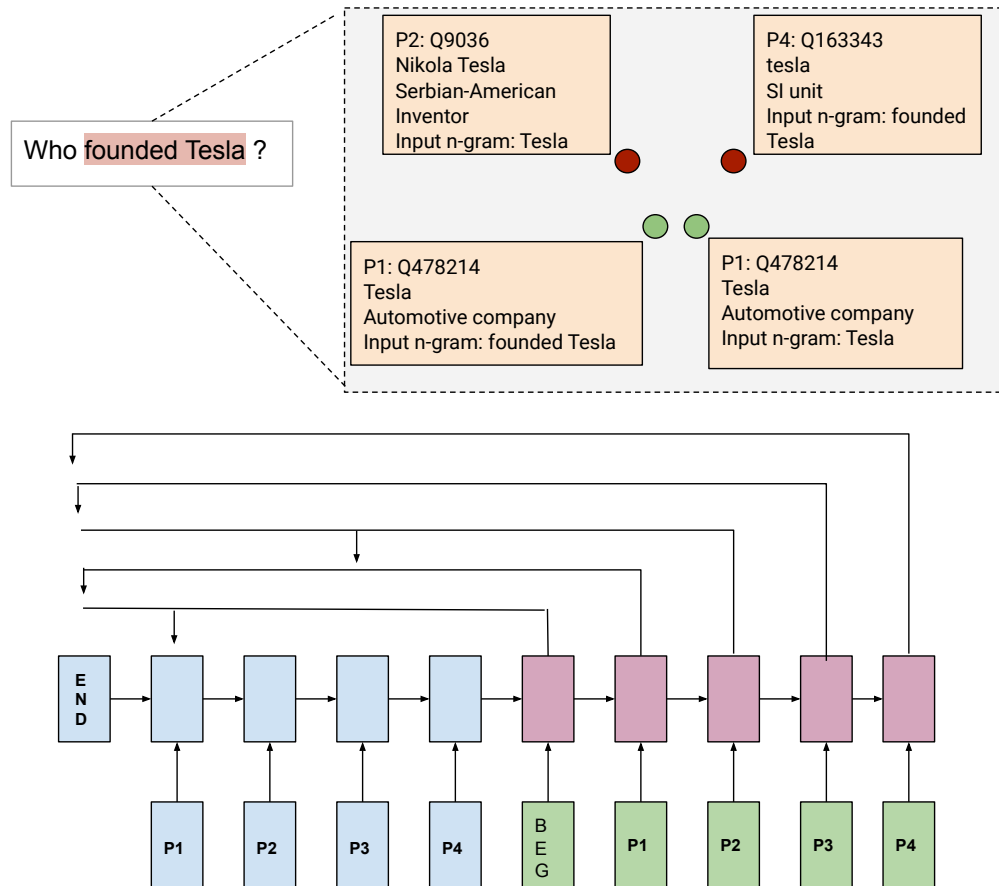 Who founded Tesla ?
P2: Q9036
Nikola Tesla
Serbian-American
Inventor
Input n-gram: Tesla
P4: Q163343
tesla
SI unit
Input n-gram: founded
Tesla
P1: Q478214
Tesla
Automotive company
Input n-gram: founded Tesla
P1: Q478214
Tesla
Automotive company
Input n-gram: Tesla
E
N
D
P1
P2
P3
P4
B
E
G
P1
P2
P3
P4